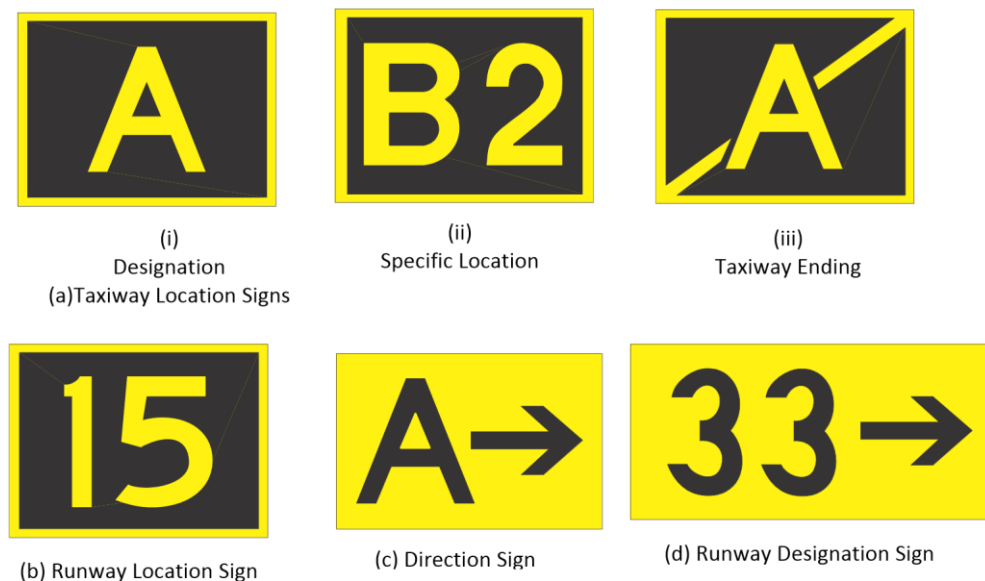 A
B2
A
(i)
Designation
(a)Taxiway Location Signs
(ii)
Specific Location
(iii)
Taxiway Ending
15
A→
33→
(b) Runway Location Sign
(c) Direction Sign
(d) Runway Designation Sign